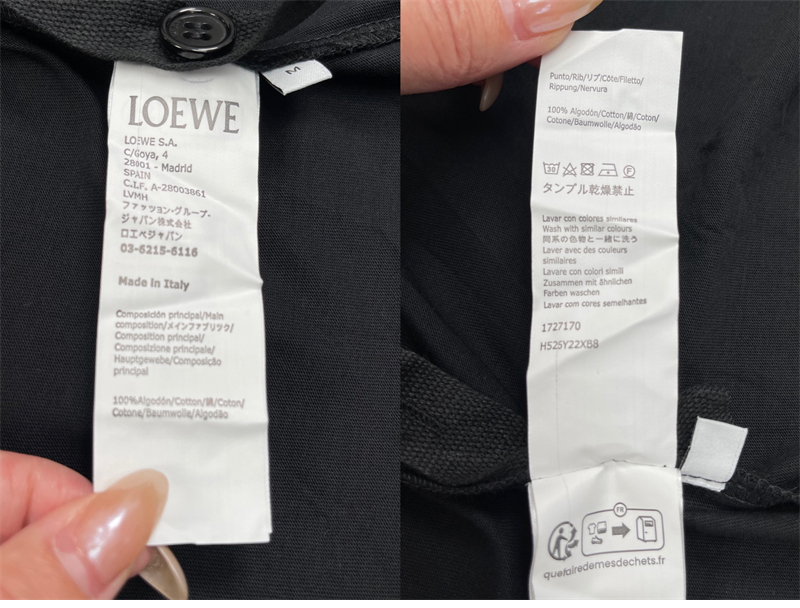 M
LOEWE
LOEWE S.A.
C/Goya, 4
28001 - Madrid
SPAIN
C.I.F. A-28003861
LVMH
ファッション・グループ・
ジャパン株式会社
ロエベジャパン
03-6215-6116
Made in Italy
Composición principal/Main
composition/メインファブリック/
Composition principal/
Composizione principale/
Hauptgewebe/Composição
principal
100%Algodón/Cotton/綿/Coton/
Cotone/Baumwolle/Algodão
Punto/Rib/リブ/Côte/Filetto/
Rippung/Nervura
100% Algodón/Cotton/綿/Coton/
Cotone/Baumwolle/Algodão
30
P
タンブル乾燥禁止
Lavar con colores similares
Wash with similar colours
同系の色物と一緒に洗う
Laver avec des couleurs
similaires
Lavare con colori simili
Zusammen mit ähnlichen
Farben waschen
Lavar com cores semelhantes
1727170
H525Y22XB8
FR
quefairedemesdechets.fr